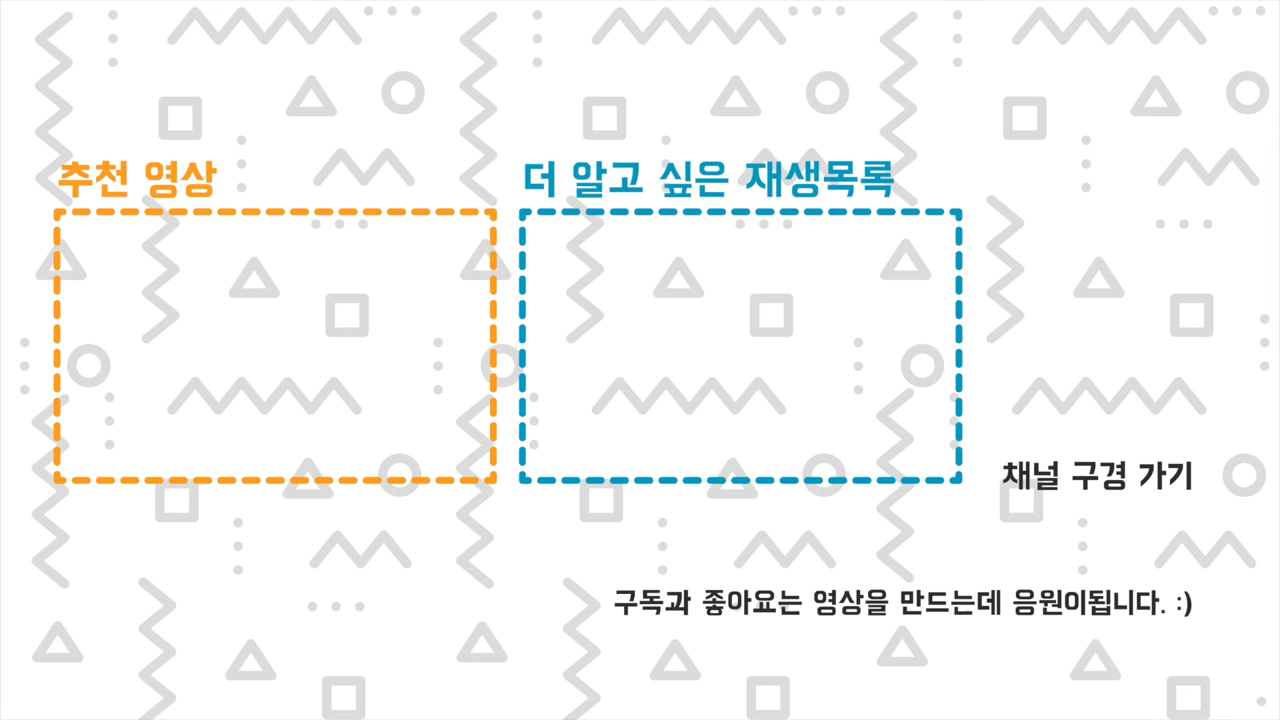 추천 영상
더 알고 싶은 재생목록
채널 구경 가기
구독과 좋아요는 영상을 만드는데 응원이됩니다. :)